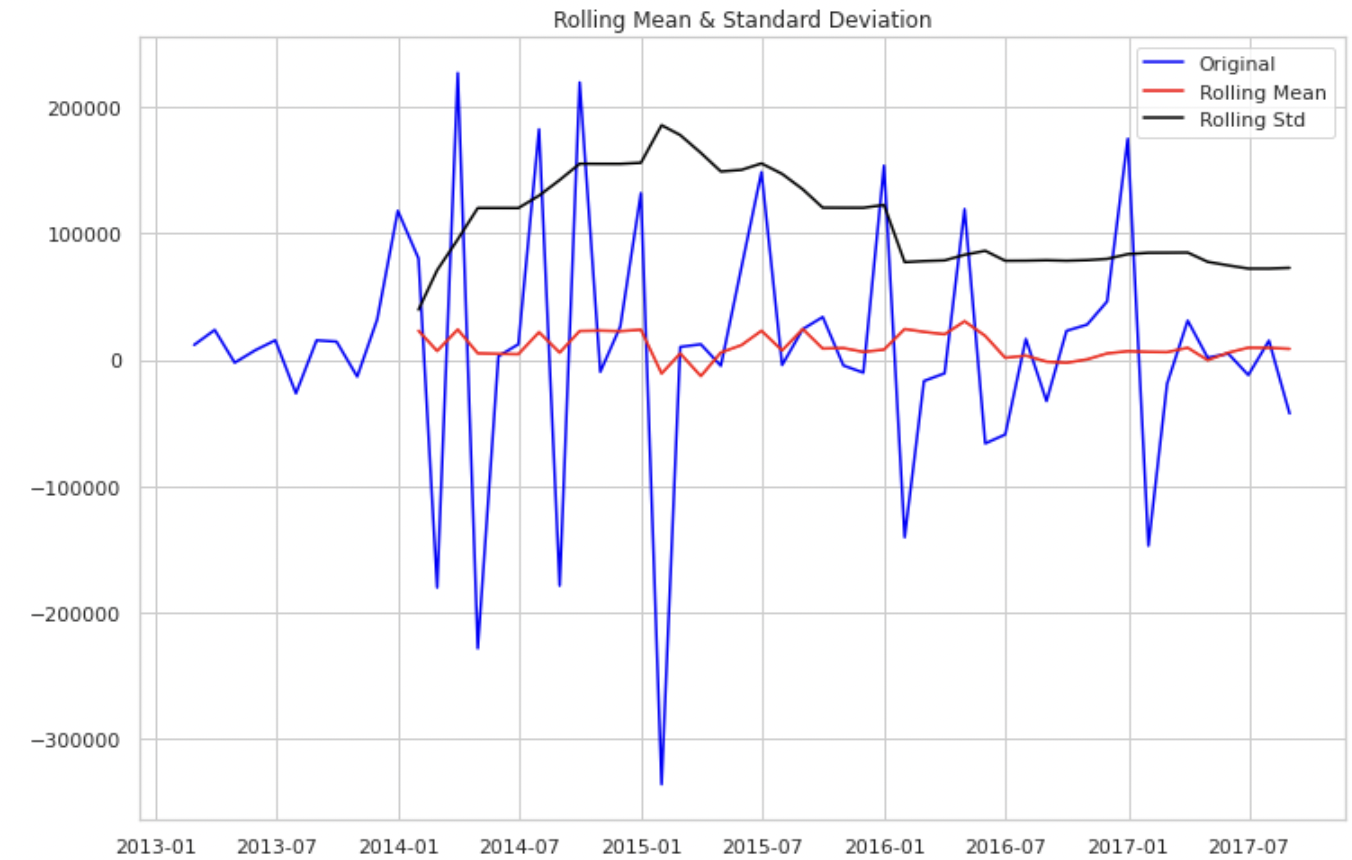 Rolling Mean & Standard Deviation
Original
Rolling Mean
Rolling Std
200000
100000
0
−100000
−200000
−300000
2013-01 2013-07 2014-01 2014-07 2015-01 2015-07 2016-01 2016-07 2017-01 2017-07